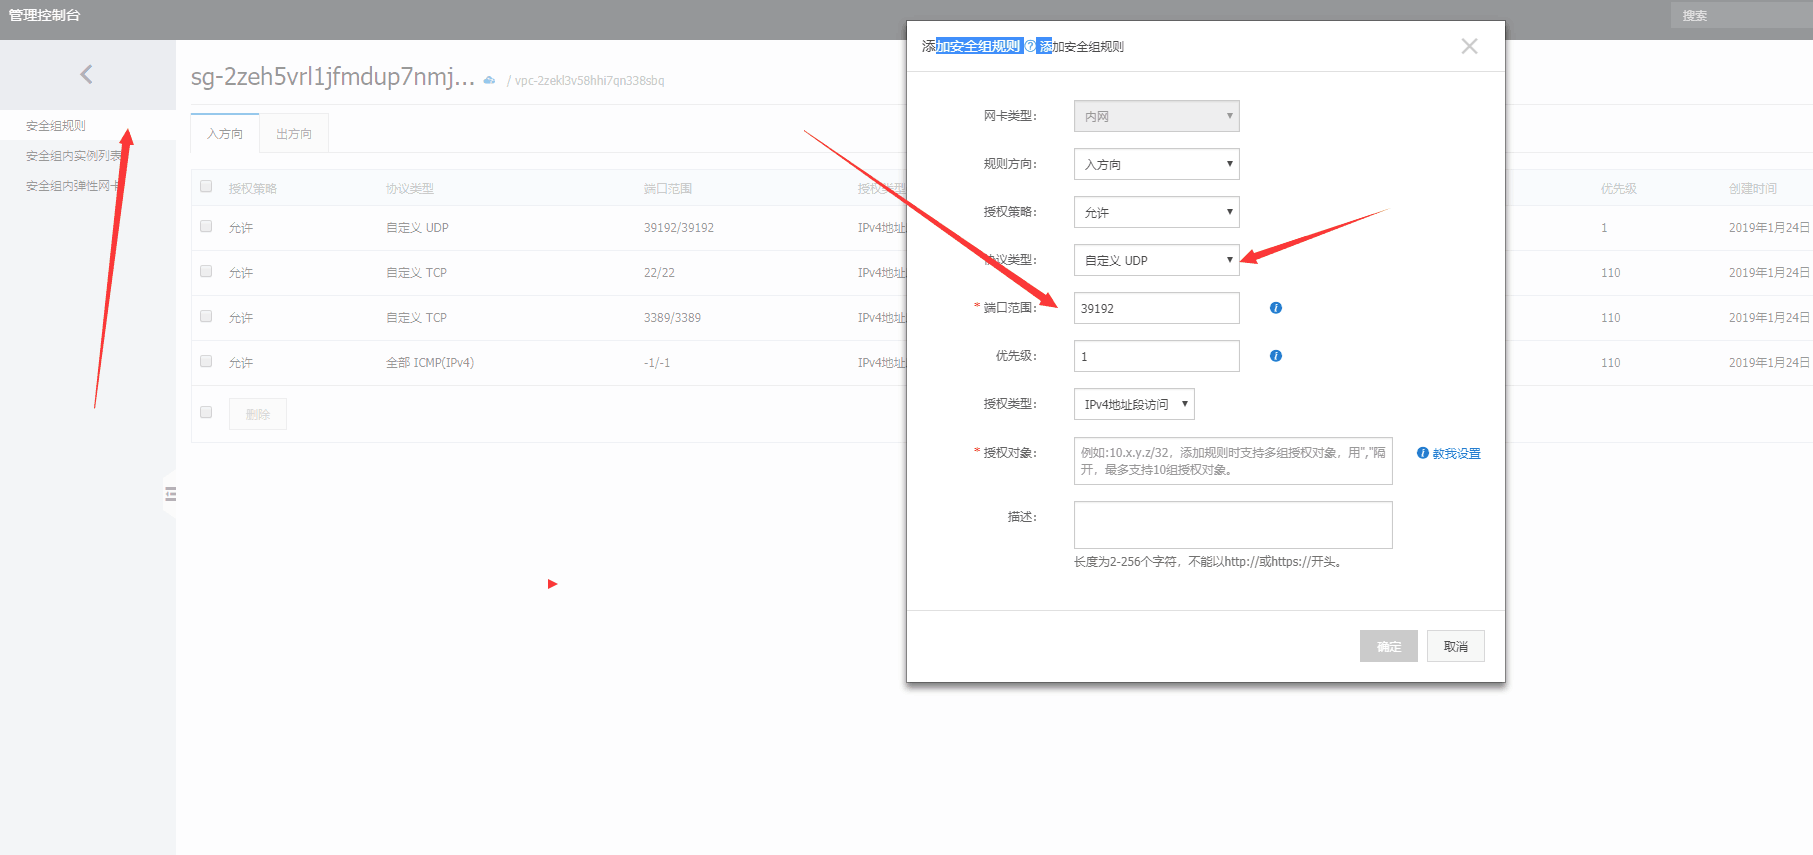 管理控制台
搜索
sg-2zeh5vrl1jfmdup7nmj... / vpc-2zekl3v58hhi7qn338sbq
安全组规则
安全组内实例列表
安全组内弹性网卡
入方向 出方向
授权策略 协议类型 端口范围 授权类型 优先级 创建时间
允许 自定义 UDP 39192/39192 IPv4地址 1 2019年1月24日
允许 自定义 TCP 22/22 IPv4地址 110 2019年1月24日
允许 自定义 TCP 3389/3389 IPv4地址 110 2019年1月24日
允许 全部 ICMP(IPv4) -1/-1 IPv4地址 110 2019年1月24日
删除
添加安全组规则 ? 添加安全组规则
网卡类型: 内网
规则方向: 入方向
授权策略: 允许
协议类型: 自定义 UDP
* 端口范围: 39192
优先级: 1
授权类型: IPv4地址段访问
* 授权对象: 例如:10.x.y.z/32，添加规则时支持多组授权对象，用","隔
开，最多支持10组授权对象。
教我设置
描述:
长度为2-256个字符，不能以http://或https://开头。
确定 取消